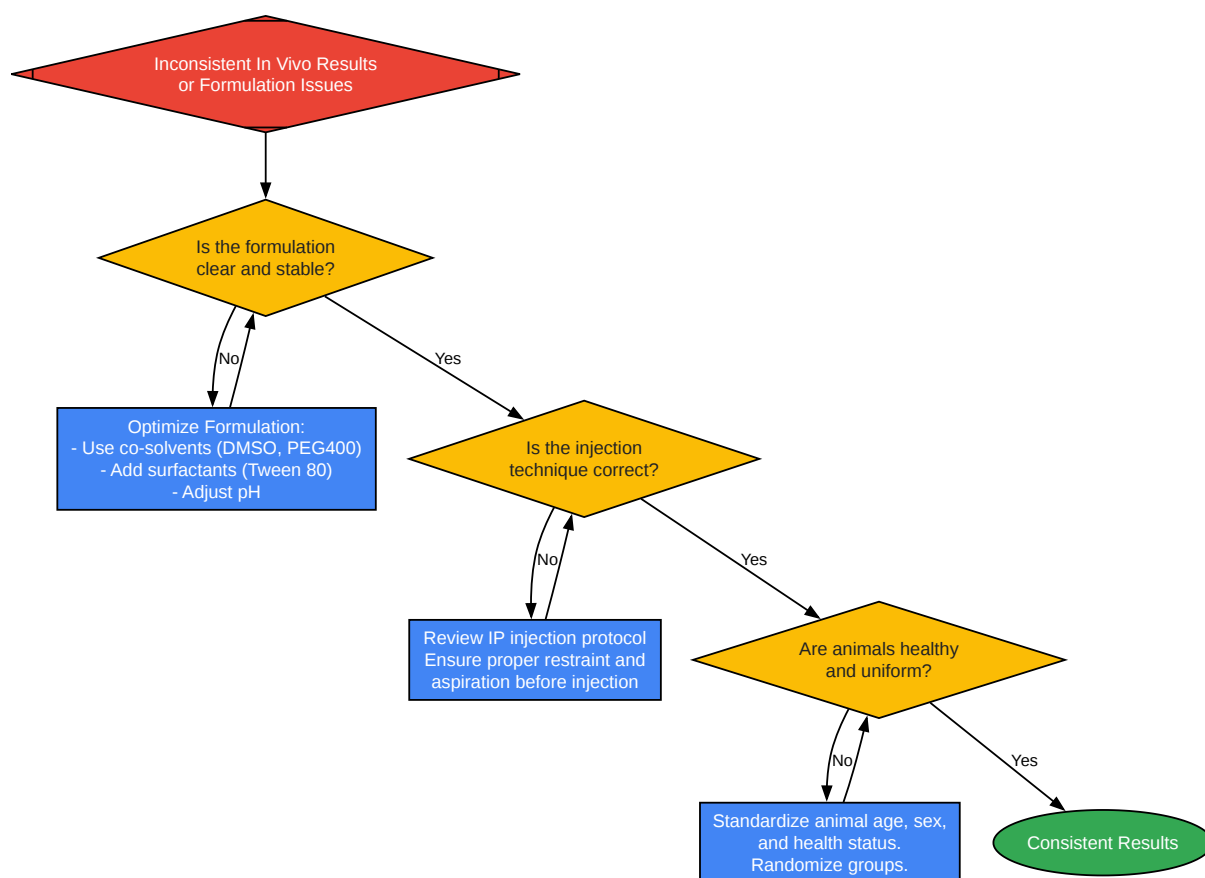 Inconsistent In Vivo Results
or Formulation Issues
Is the formulation
clear and stable?
No
Yes
Optimize Formulation:
- Use co-solvents (DMSO, PEG400)
- Add surfactants (Tween 80)
- Adjust pH
Is the injection
technique correct?
No
Yes
Review IP injection protocol
Ensure proper restraint and
aspiration before injection
Are animals healthy
and uniform?
No
Yes
Standardize animal age, sex,
and health status.
Randomize groups.
Consistent Results